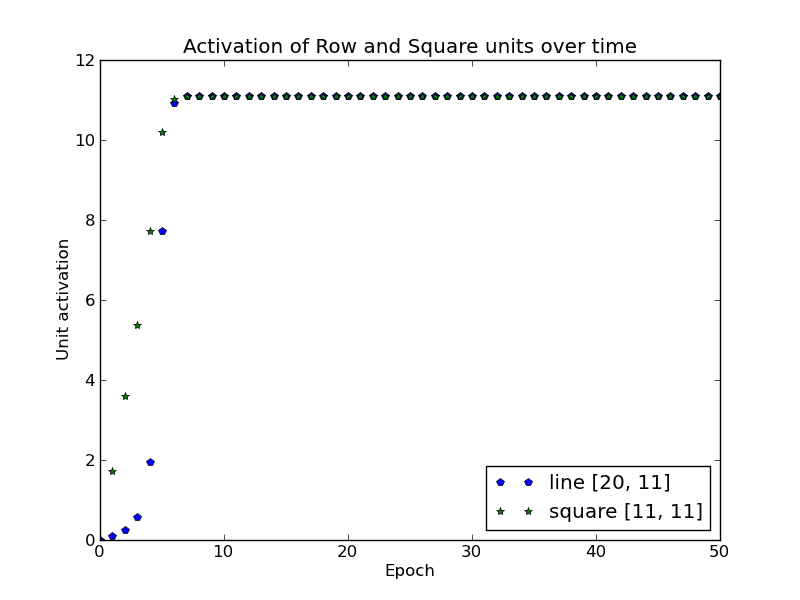 Activation of Row and Square units over time
12
10
8
6
4
2
0
Unit activation
0 10 20 30 40 50
Epoch
line [20, 11]
square [11, 11]